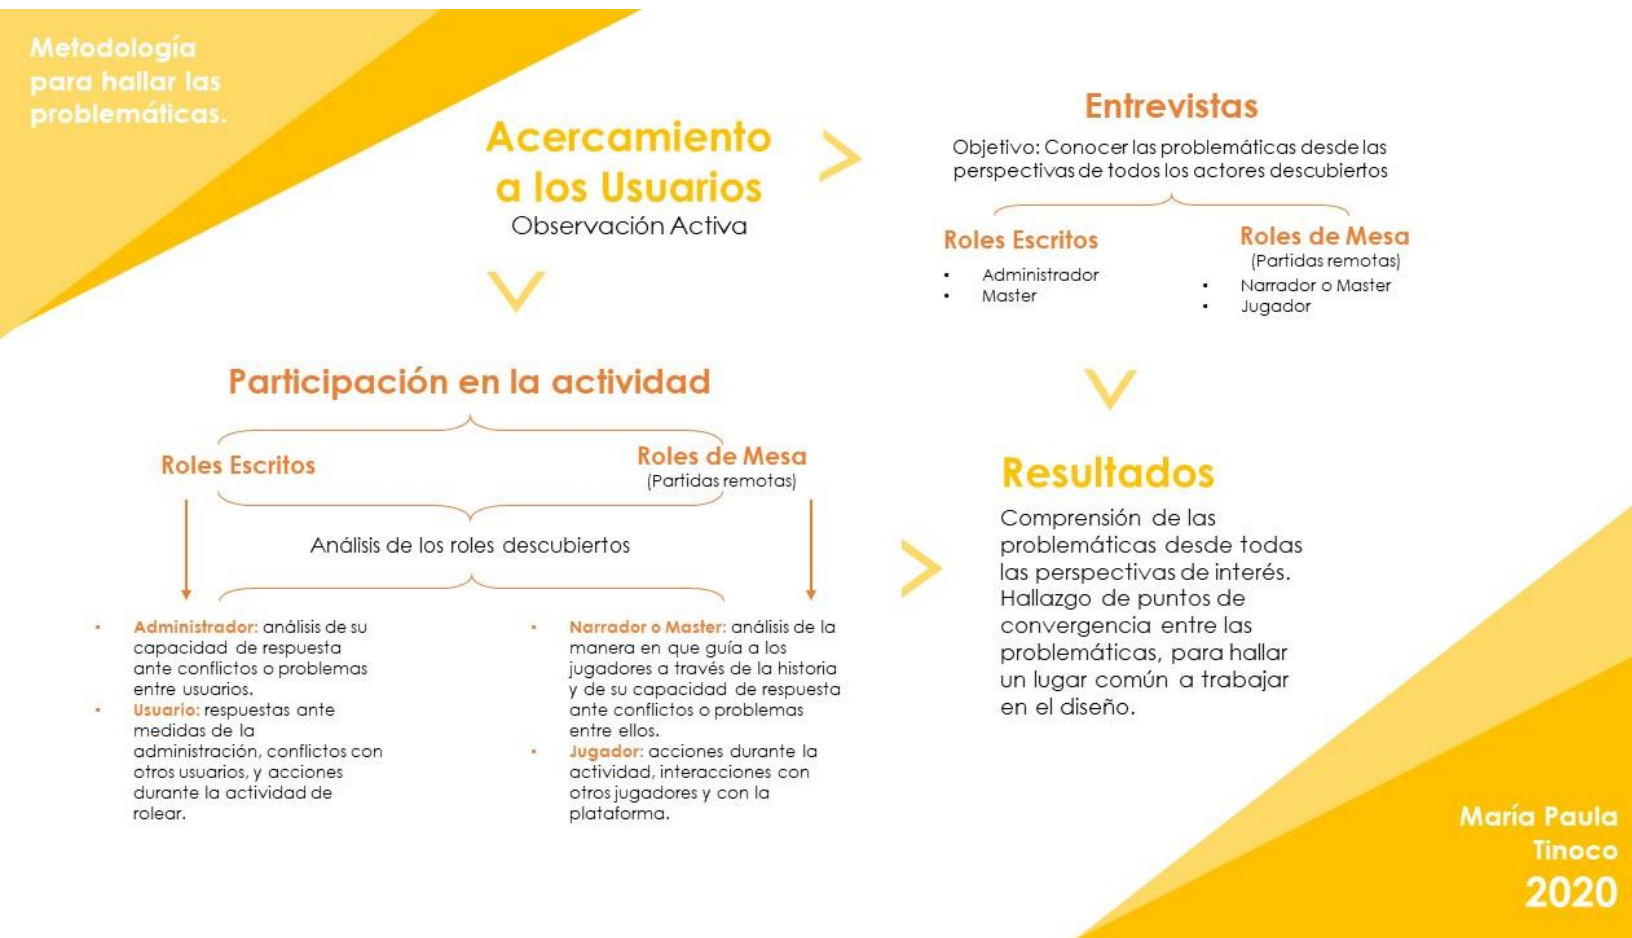 Metodología
para hallar las
problemáticas.
Acercamiento
a los Usuarios
Observación Activa
>
Entrevistas
Objetivo: Conocer las problemáticas desde las
perspectivas de todos los actores descubiertos
Roles Escritos
• Administrador
• Master
Roles de Mesa
(Partidas remotas)
• Narrador o Master
• Jugador
Participación en la actividad
Roles Escritos
Roles de Mesa
(Partidas remotas)
Análisis de los roles descubiertos
• Administrador: análisis de su
capacidad de respuesta
ante conflictos o problemas
entre usuarios.
• Usuario: respuestas ante
medidas de la
administración, conflictos con
otros usuarios, y acciones
durante la actividad de
rolear.
• Narrador o Master: análisis de la
manera en que guía a los
jugadores a través de la historia
y de su capacidad de respuesta
ante conflictos o problemas
entre ellos.
• Jugador: acciones durante la
actividad, interacciones con
otros jugadores y con la
plataforma.
>
Resultados
Comprensión de las
problemáticas desde todas
las perspectivas de interés.
Hallazgo de puntos de
convergencia entre las
problemáticas, para hallar
un lugar común a trabajar
en el diseño.
María Paula
Tinoco
2020